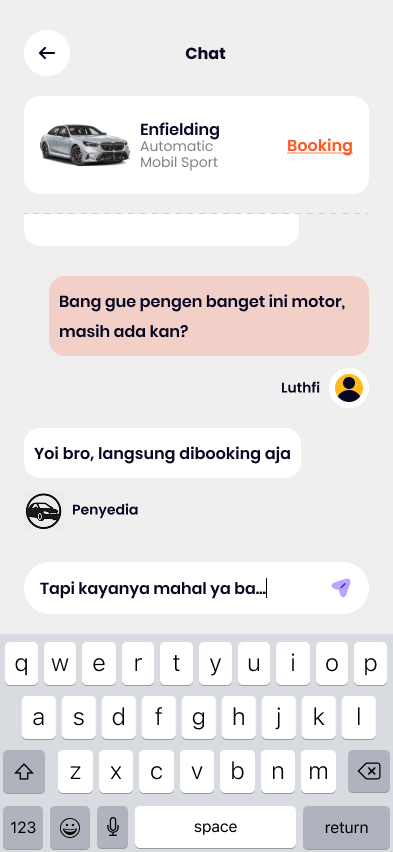 Chat
Enfielding
Automatic
Mobil Sport
Booking
Bang gue pengen banget ini motor,
masih ada kan?
Luthfi
Yoi bro, langsung dibooking aja
Penyedia
Tapi kayanya mahal ya ba...
q w e r t y u i o p
a s d f g h j k l
z x c v b n m
123 space return